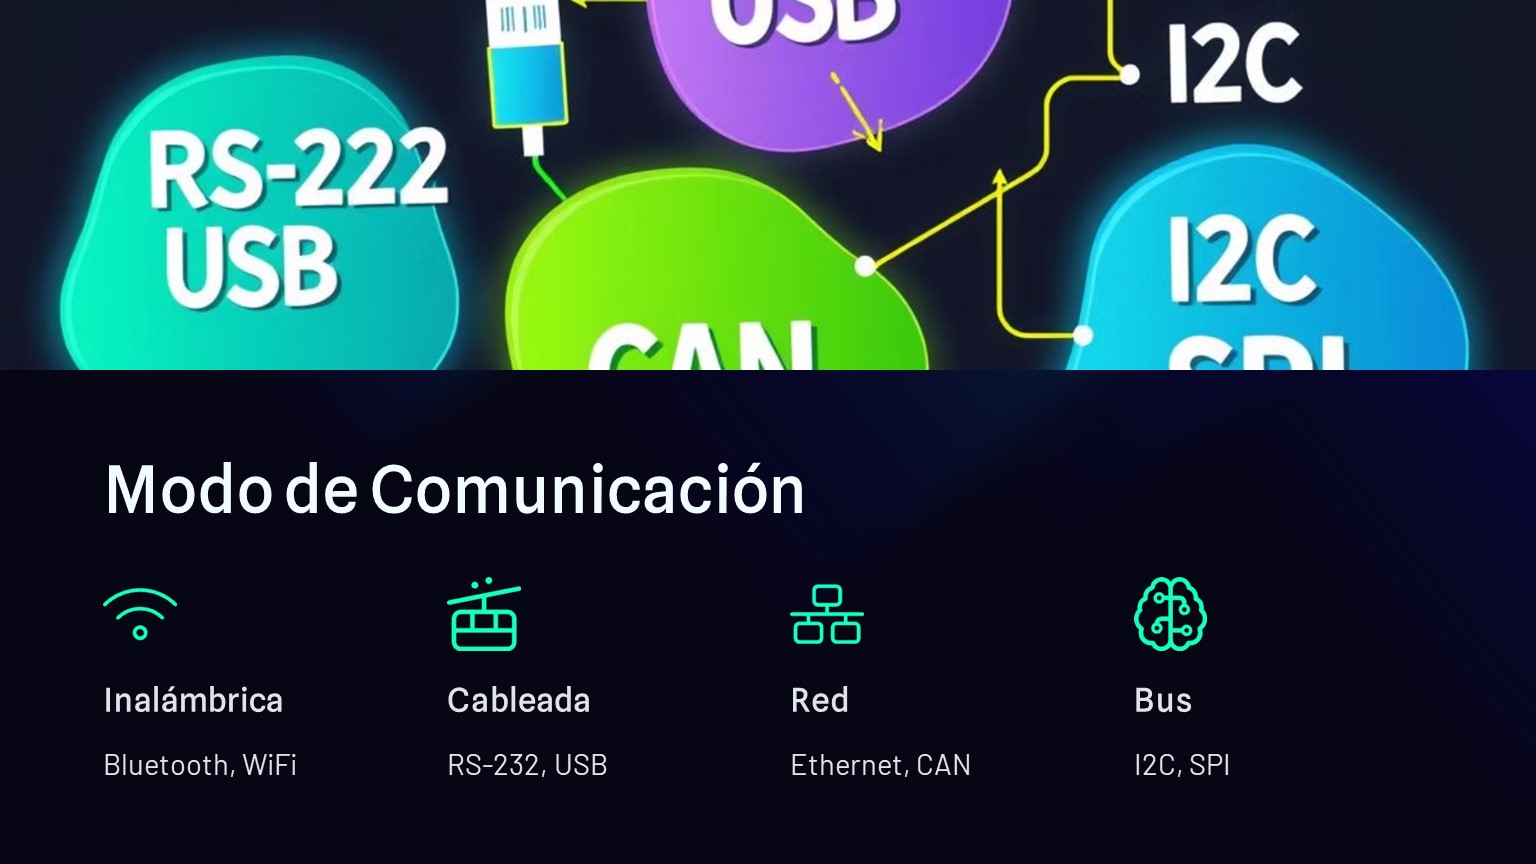 USB
I2C
RS-222
USB
I2C
CAN
SPI
Modo de Comunicación
Inalámbrica
Bluetooth, WiFi
Cableada
RS-232, USB
Red
Ethernet, CAN
Bus
I2C, SPI